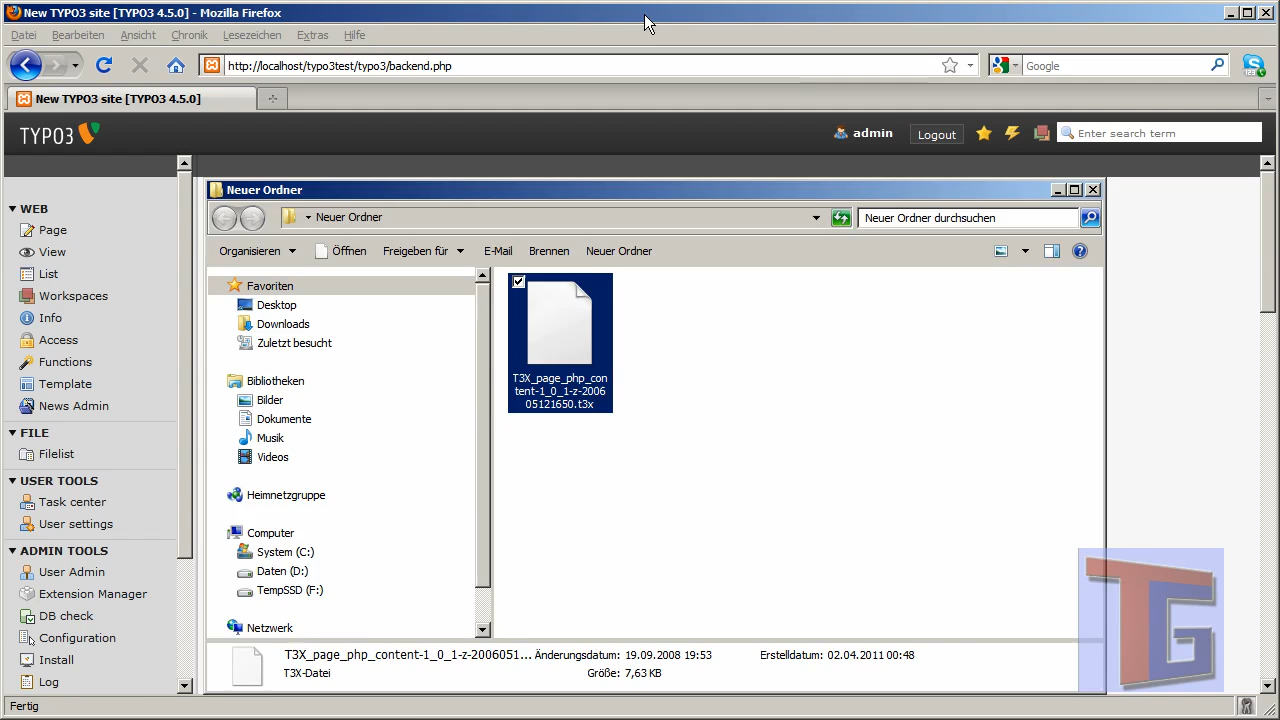 New TYPO3 site [TYPO3 4.5.0] - Mozilla Firefox
Datei Bearbeiten Ansicht Chronik Lesezeichen Extras Hilfe
http://localhost/typo3test/typo3/backend.php
Google
New TYPO3 site [TYPO3 4.5.0]
TYPO3
admin
Logout
Enter search term
WEB
Page
View
List
Workspaces
Info
Access
Functions
Template
News Admin
FILE
Filelist
USER TOOLS
Task center
User settings
ADMIN TOOLS
User Admin
Extension Manager
DB check
Configuration
Install
Log
Neuer Ordner
Neuer Ordner
Neuer Ordner durchsuchen
Organisieren Öffnen Freigeben für E-Mail Brennen Neuer Ordner
Favoriten
Desktop
Downloads
Zuletzt besucht
Bibliotheken
Bilder
Dokumente
Musik
Videos
Heimnetzgruppe
Computer
System (C:)
Daten (D:)
TempSSD (F:)
Netzwerk
T3X_page_php_con
tent-1_0_1-z-2006
05121650.t3x
T3X_page_php_content-1_0_1-z-2006051... Änderungsdatum: 19.09.2008 19:53 Erstelldatum: 02.04.2011 00:48
T3X-Datei Größe: 7,63 KB
TG
Fertig